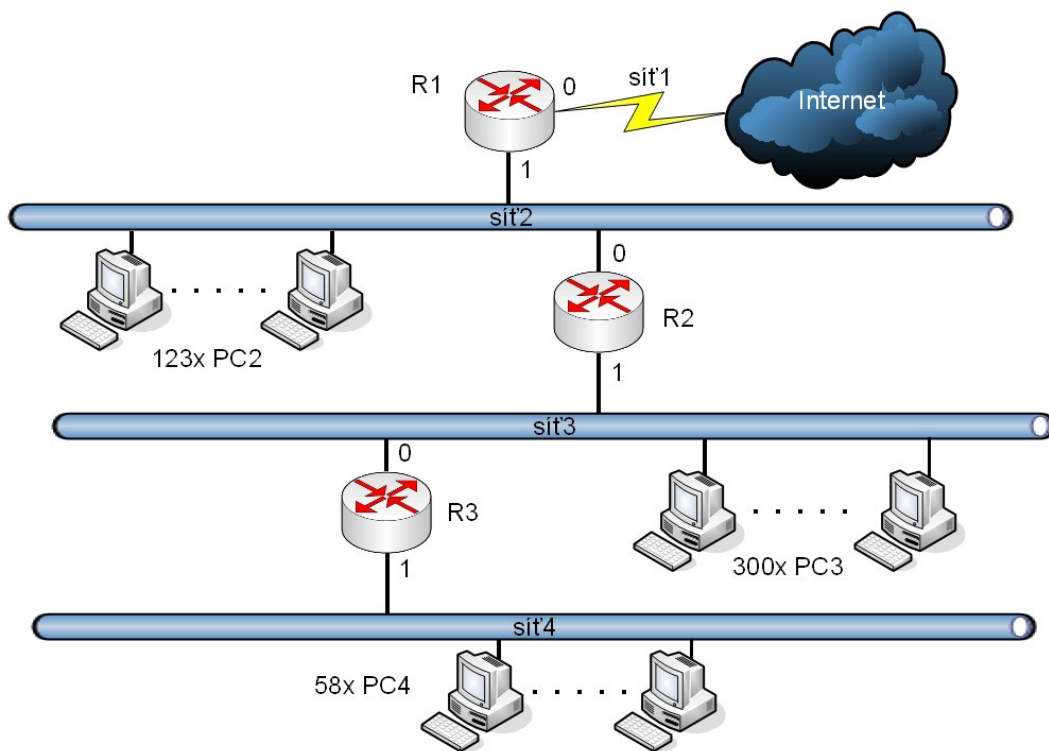 R1
0
síť1
Internet
1
síť2
0
R2
123x PC2
1
síť3
0
R3
300x PC3
1
síť4
58x PC4